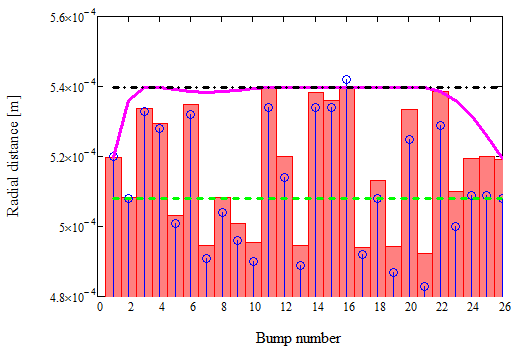 Radial distance [m]
5.6×10⁻⁴
5.4×10⁻⁴
5.2×10⁻⁴
5×10⁻⁴
4.8×10⁻⁴
0 2 4 6 8 10 12 14 16 18 20 22 24 26
Bump number